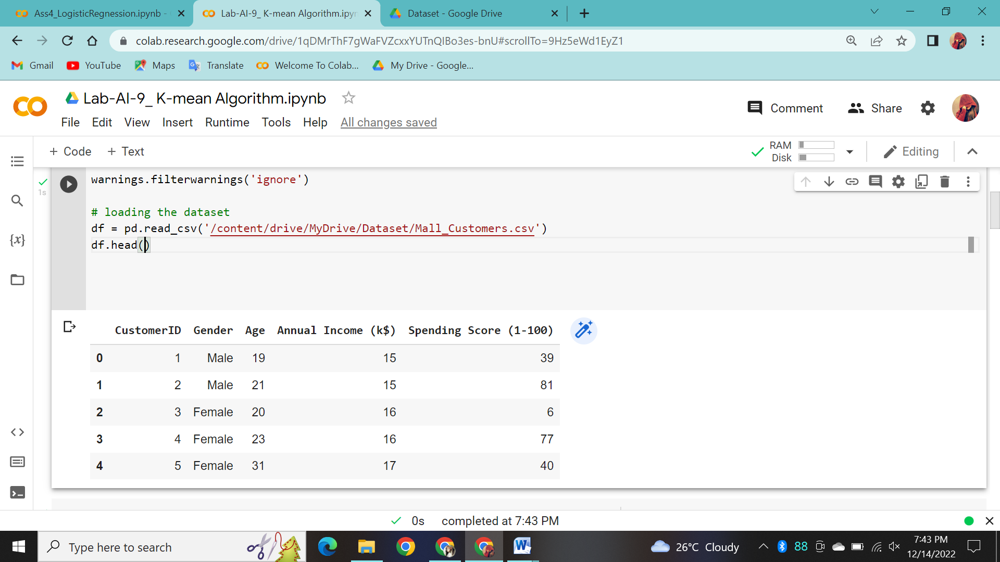 Ass4_LogisticRegnession.ipynb -
Lab-AI-9_ K-mean Algorithm.ipyn
Dataset - Google Drive
colab.research.google.com/drive/1qDMrThF7gWaFVZcxxYUTnQIBo3es-bnU#scrollTo=9Hz5eWd1EyZ1
Gmail YouTube Maps Translate Welcome To Colab... My Drive - Google...
Lab-AI-9_ K-mean Algorithm.ipynb
Comment Share
File Edit View Insert Runtime Tools Help All changes saved
+ Code + Text
RAM
Disk
Editing
1s
warnings.filterwarnings('ignore')
# loading the dataset
df = pd.read_csv('/content/drive/MyDrive/Dataset/Mall_Customers.csv')
df.head()
{x}
CustomerID Gender Age Annual Income (k$) Spending Score (1-100)
0 1 Male 19 15 39
1 2 Male 21 15 81
2 3 Female 20 16 6
3 4 Female 23 16 77
4 5 Female 31 17 40
0s completed at 7:43 PM
Type here to search
26°C Cloudy
88
7:43 PM
12/14/2022